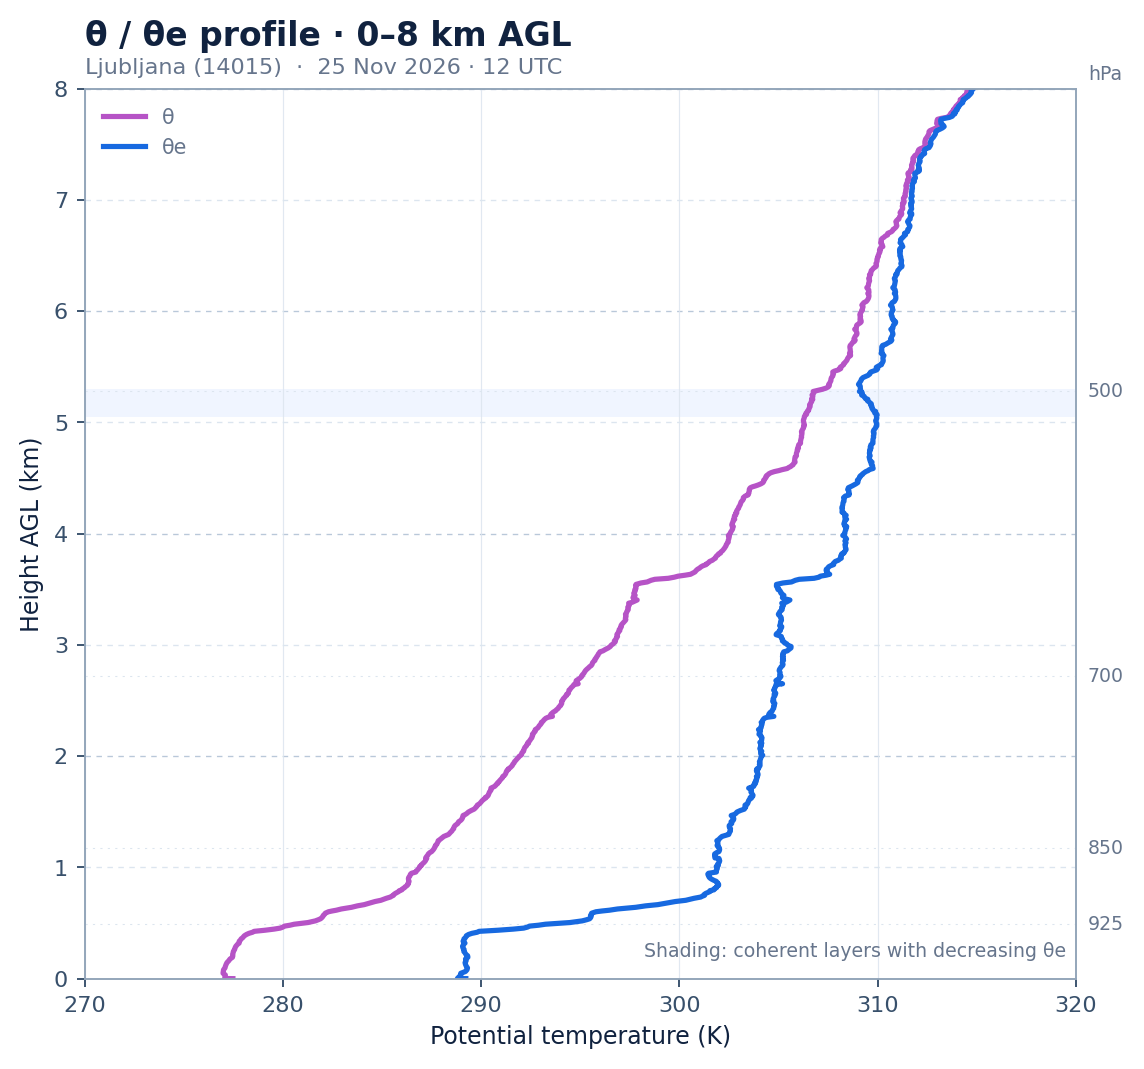 θ / θe profile · 0–8 km AGL
Ljubljana (14015) · 25 Nov 2026 · 12 UTC
hPa
θ
θe
8
7
6
5
4
3
2
1
0
500
700
850
925
Height AGL (km)
Shading: coherent layers with decreasing θe
270 280 290 300 310 320
Potential temperature (K)